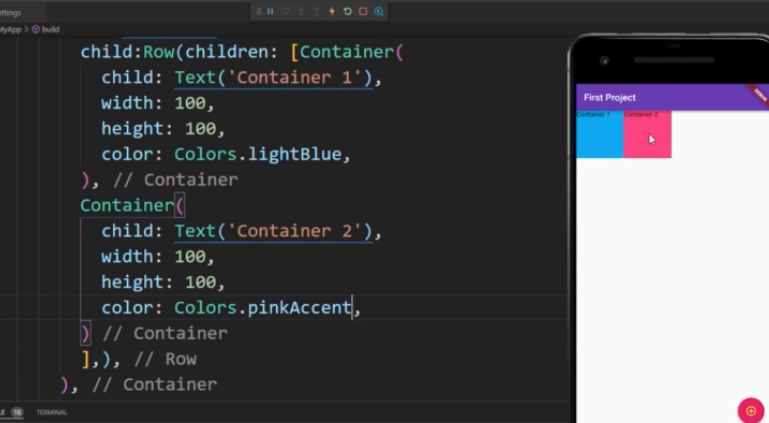 ettings
MyApp > build
child:Row(children: [Container(
child: Text('Container 1'),
width: 100,
height: 100,
color: Colors.lightBlue,
), // Container
Container(
child: Text('Container 2'),
width: 100,
height: 100,
color: Colors.pinkAccent,
) // Container
],), // Row
), // Container
LE 16 TERMINAL
First Project
DEBUG
Container 1 Container 2